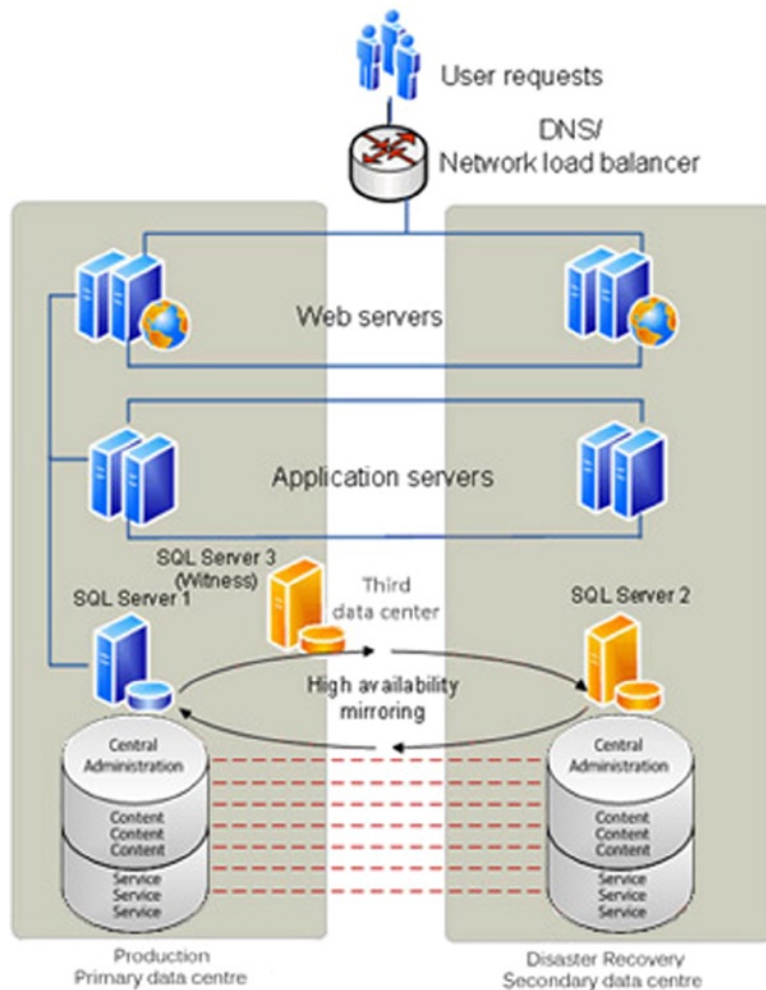 User requests
DNS/
Network load balancer
Web servers
Application servers
SQL Server 3
(Witness)
SQL Server 1
Third
data center
SQL Server 2
High availability
mirroring
Central
Administration
Content
Content
Content
Service
Service
Service
Central
Administration
Content
Content
Content
Service
Service
Service
Production
Primary data centre
Disaster Recovery
Secondary data centre